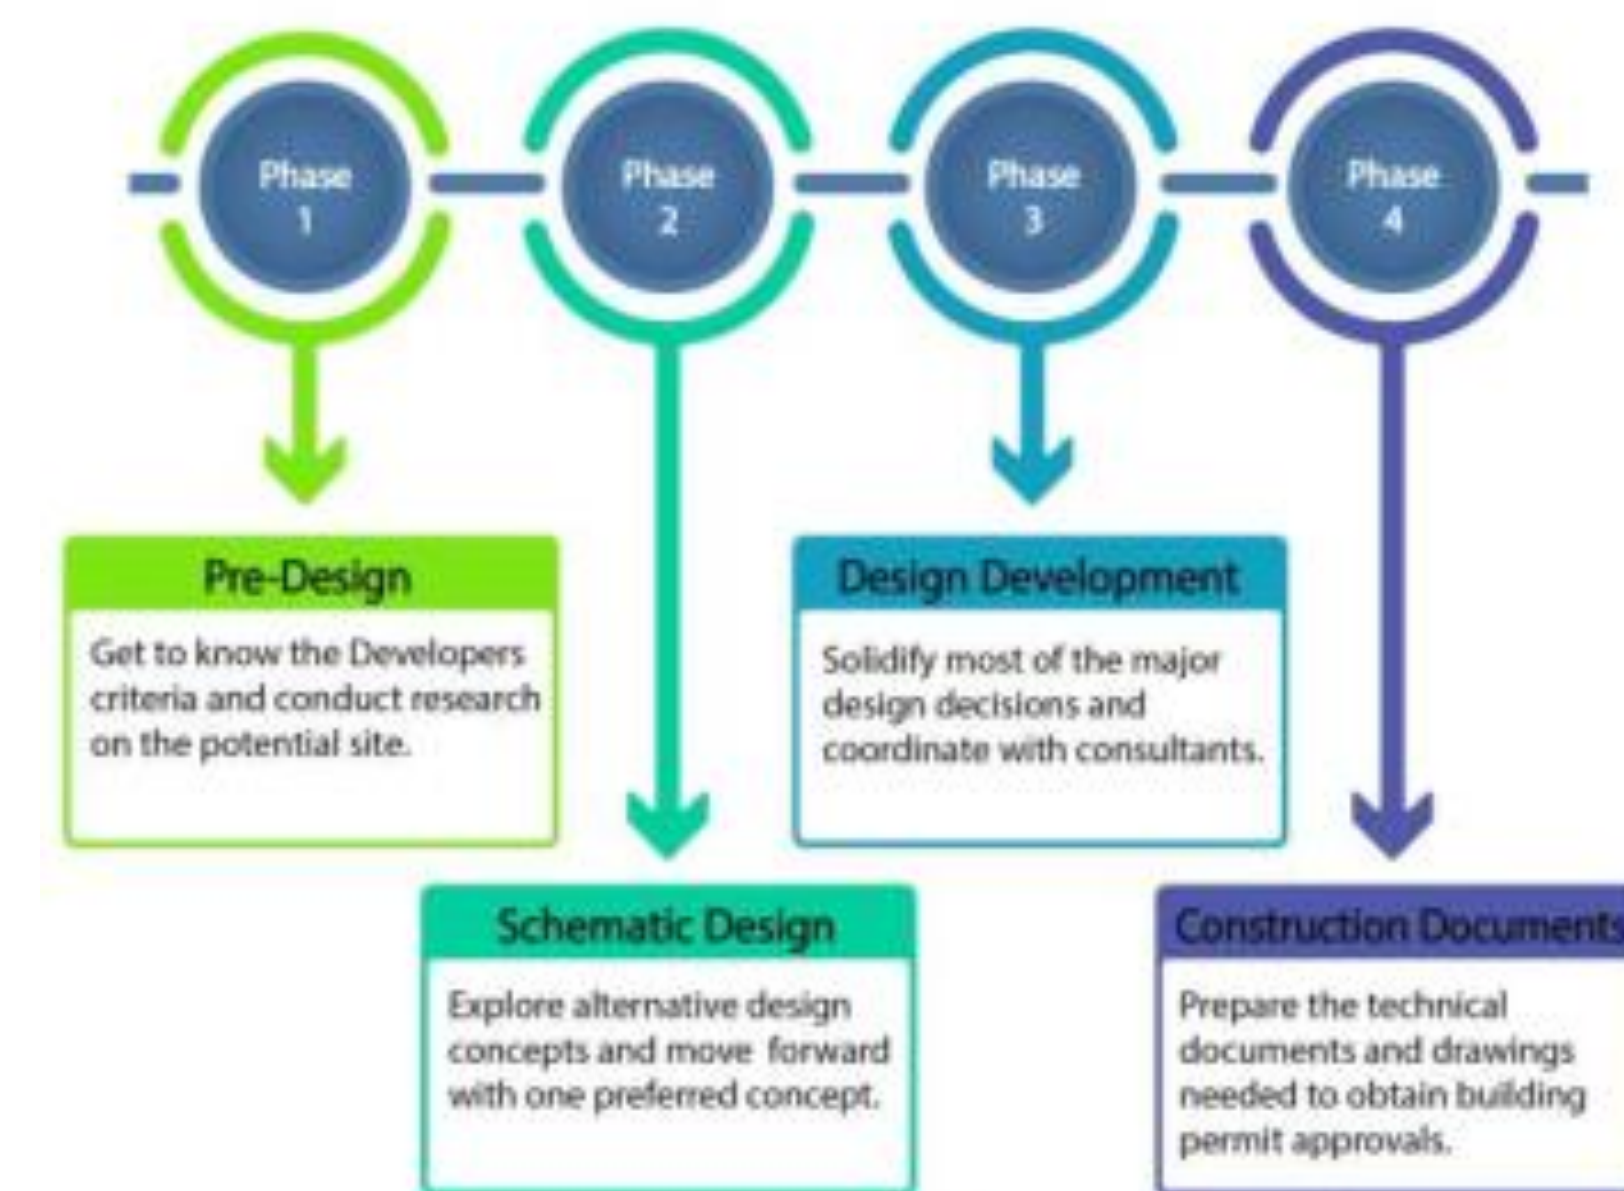 Phase
1
Phase
2
Phase
3
Phase
4
Pre-Design
Get to know the Developers
criteria and conduct research
on the potential site.
Schematic Design
Explore alternative design
concepts and move forward
with one preferred concept.
Design Development
Solidify most of the major
design decisions and
coordinate with consultants.
Construction Documents
Prepare the technical
documents and drawings
needed to obtain building
permit approvals.